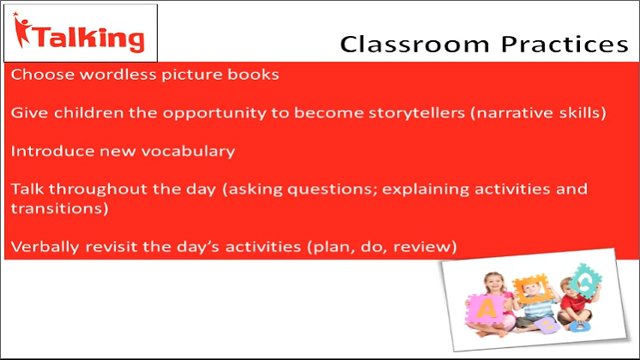 Talking
Classroom Practices
Choose wordless picture books
Give children the opportunity to become storytellers (narrative skills)
Introduce new vocabulary
Talk throughout the day (asking questions; explaining activities and
transitions)
Verbally revisit the day's activities (plan, do, review)